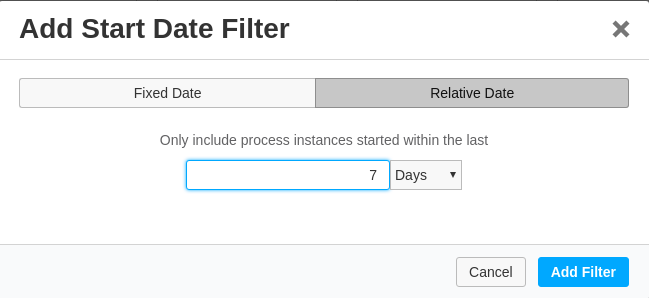 Add Start Date Filter
Fixed Date Relative Date
Only include process instances started within the last
7 Days
Cancel Add Filter